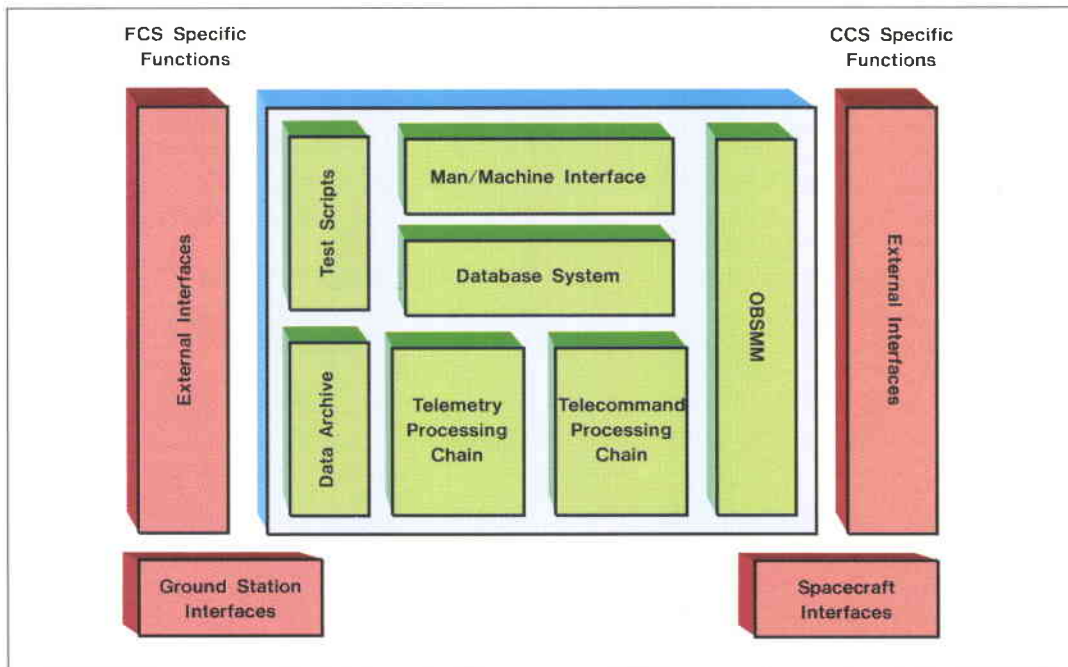 FCS Specific
Functions
CCS Specific
Functions
External Interfaces
Test Scripts
Man/Machine Interface
Database System
OBSMM
External Interfaces
Data Archive
Telemetry
Processing
Chain
Telecommand
Processing
Chain
Ground Station
Interfaces
Spacecraft
Interfaces